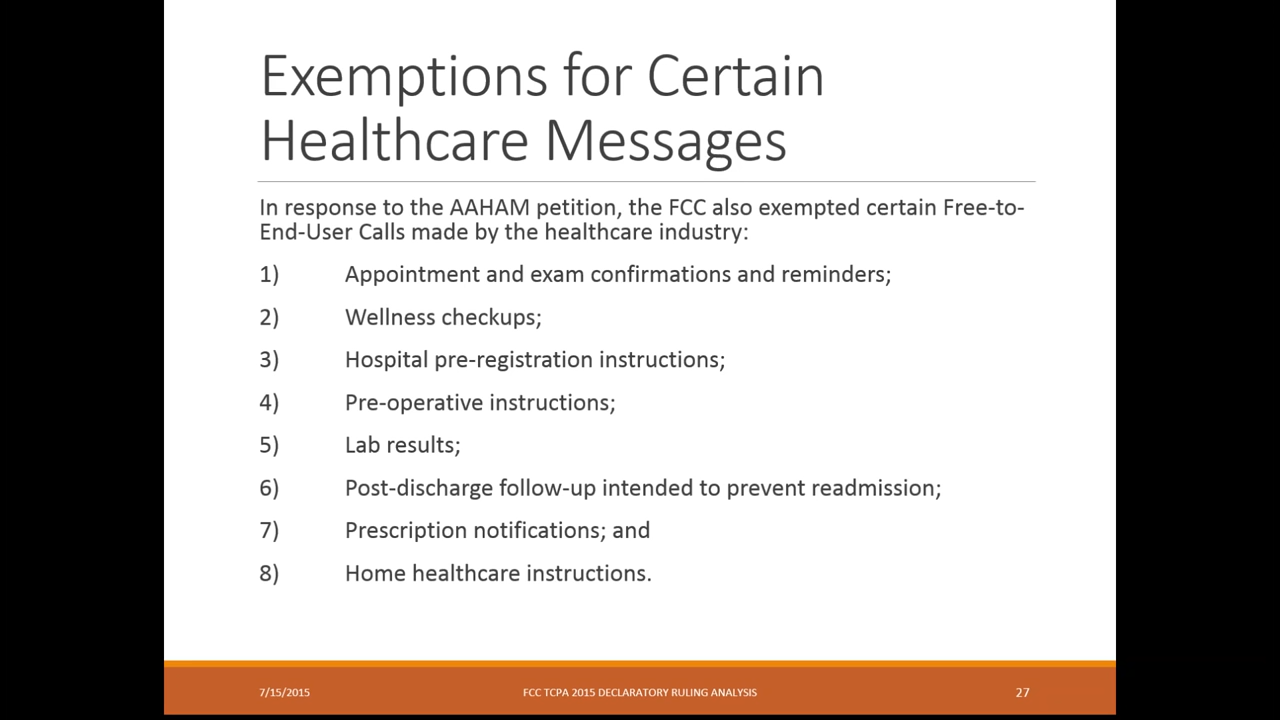 Exemptions for Certain
Healthcare Messages
In response to the AAHAM petition, the FCC also exempted certain Free-to-
End-User Calls made by the healthcare industry:
1) Appointment and exam confirmations and reminders;
2) Wellness checkups;
3) Hospital pre-registration instructions;
4) Pre-operative instructions;
5) Lab results;
6) Post-discharge follow-up intended to prevent readmission;
7) Prescription notifications; and
8) Home healthcare instructions.
7/15/2015 FCC TCPA 2015 DECLARATORY RULING ANALYSIS 27